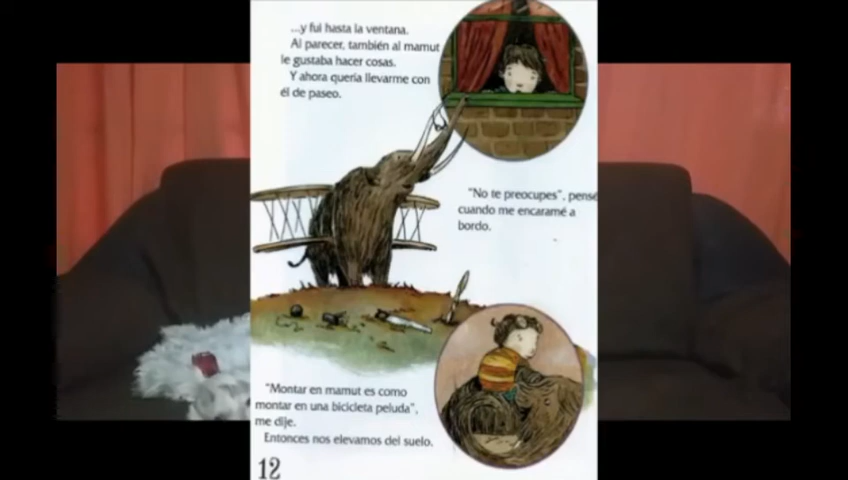 ...y fui hasta la ventana.
Al parecer, también al mamut
le gustaba hacer cosas.
Y ahora quería llevarme con
él de paseo.
"No te preocupes", pensé
cuando me encaramé a
bordo.
"Montar en mamut es como
montar en una bicicleta peluda",
me dije.
Entonces nos elevamos del suelo.
12